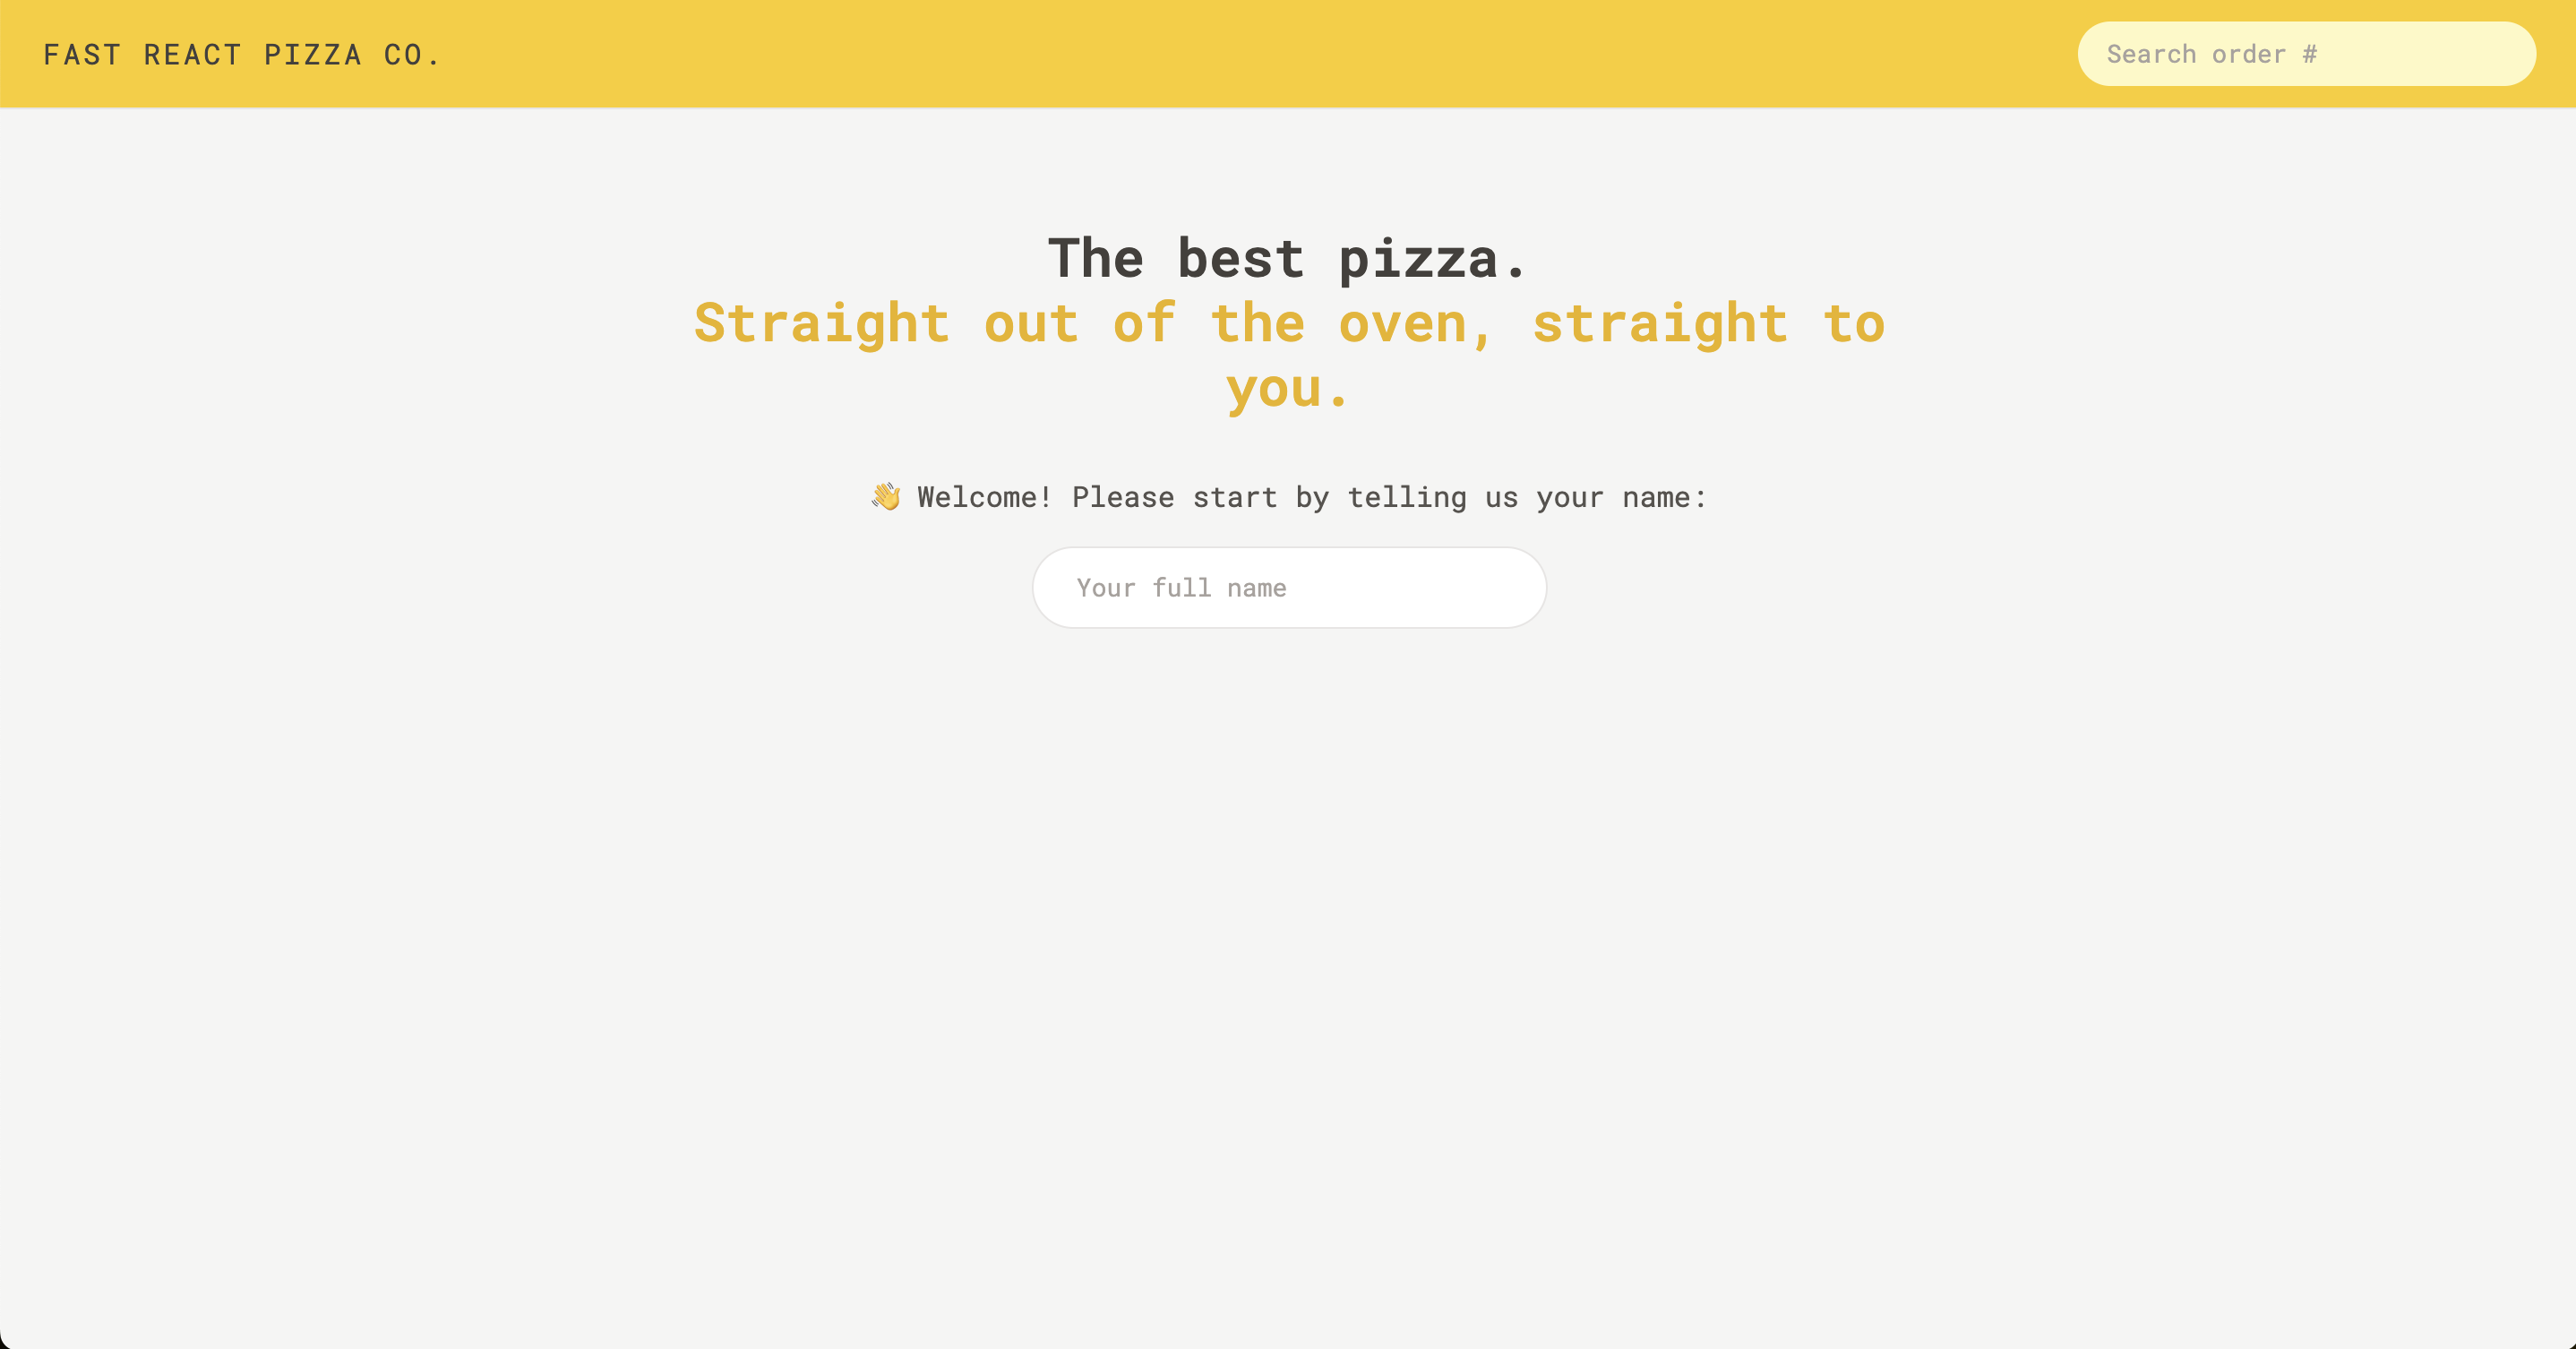 FAST REACT PIZZA CO.
Search order #
The best pizza.
Straight out of the oven, straight to
you.
👋 Welcome! Please start by telling us your name:
Your full name